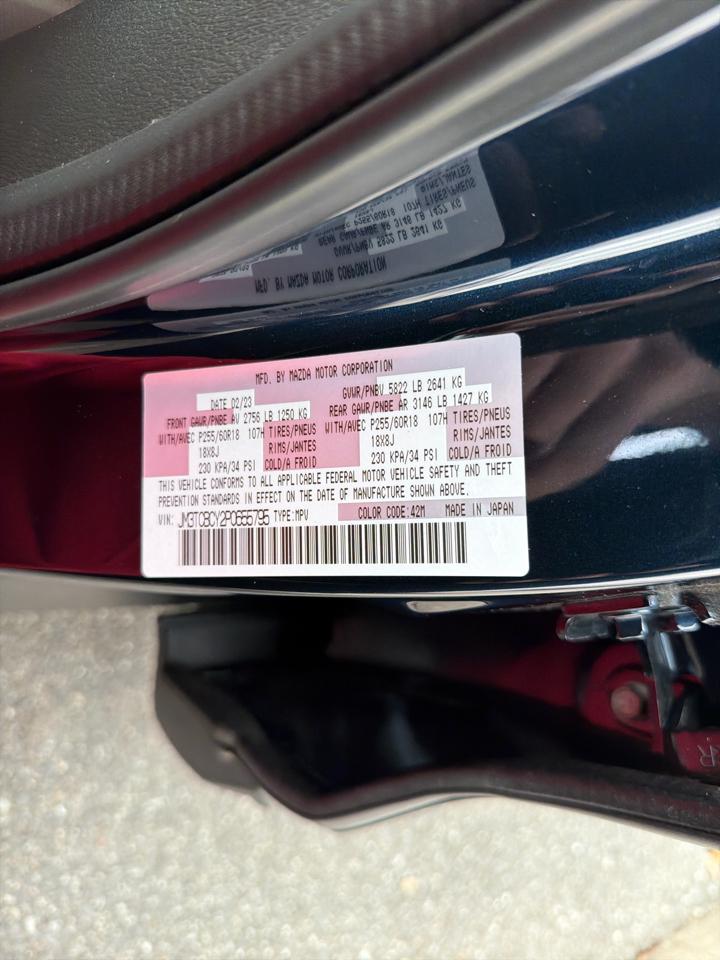 MFD. BY MAZDA MOTOR CORPORATION
DATE 02/23 GVWR/PNBV 5822 LB 2641 KG
FRONT GAWR/PNBE AV 2756 LB 1250 KG REAR GAWR/PNBE AR 3146 LB 1427 KG
WITH/AVEC P255/60R18 107H TIRES/PNEUS WITH/AVEC P255/60R18 107H TIRES/PNEUS
18X8J RIMS/JANTES 18X8J RIMS/JANTES
230 KPA/34 PSI COLD/A FROID 230 KPA/34 PSI COLD/A FROID
THIS VEHICLE CONFORMS TO ALL APPLICABLE FEDERAL MOTOR VEHICLE SAFETY AND THEFT
PREVENTION STANDARDS IN EFFECT ON THE DATE OF MANUFACTURE SHOWN ABOVE.
VIN: JM3TCBCY2P0655795 TYPE:MPV COLOR CODE:42M MADE IN JAPAN